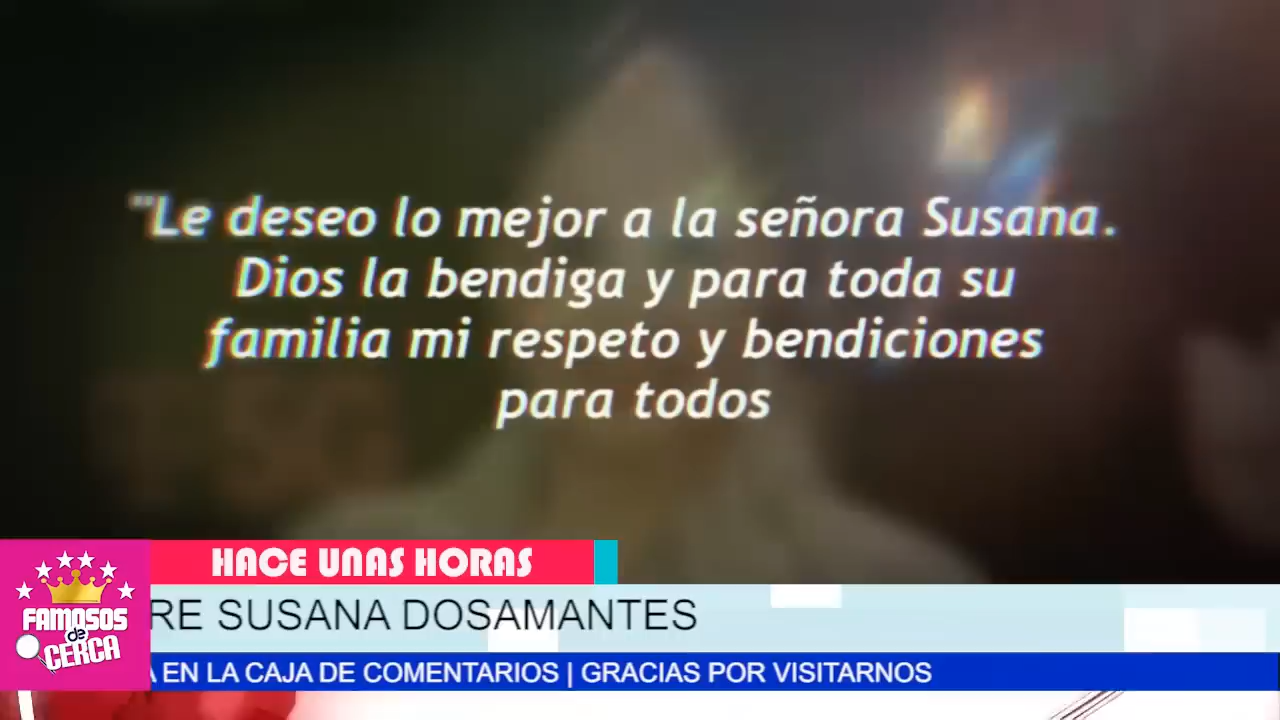 "Le deseo lo mejor a la señora Susana.
Dios la bendiga y para toda su
familia mi respeto y bendiciones
para todos
HACE UNAS HORAS
RE SUSANA DOSAMANTES
FAMOSOS
de
CERCA
A EN LA CAJA DE COMENTARIOS | GRACIAS POR VISITARNOS